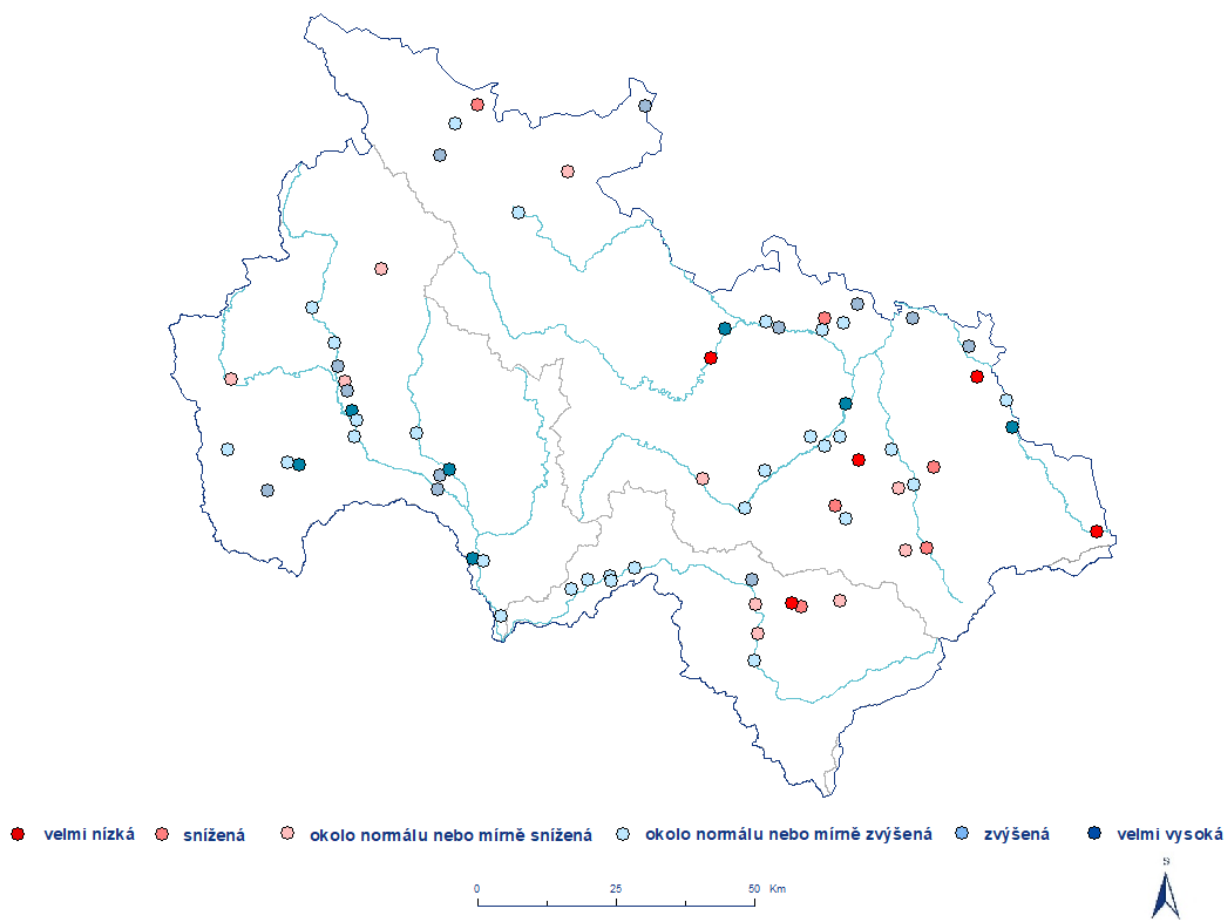 velmi nízká snížená okolo normálu nebo mírně snížená okolo normálu nebo mírně zvýšená zvýšená velmi vysoká
S
0 25 50 Km